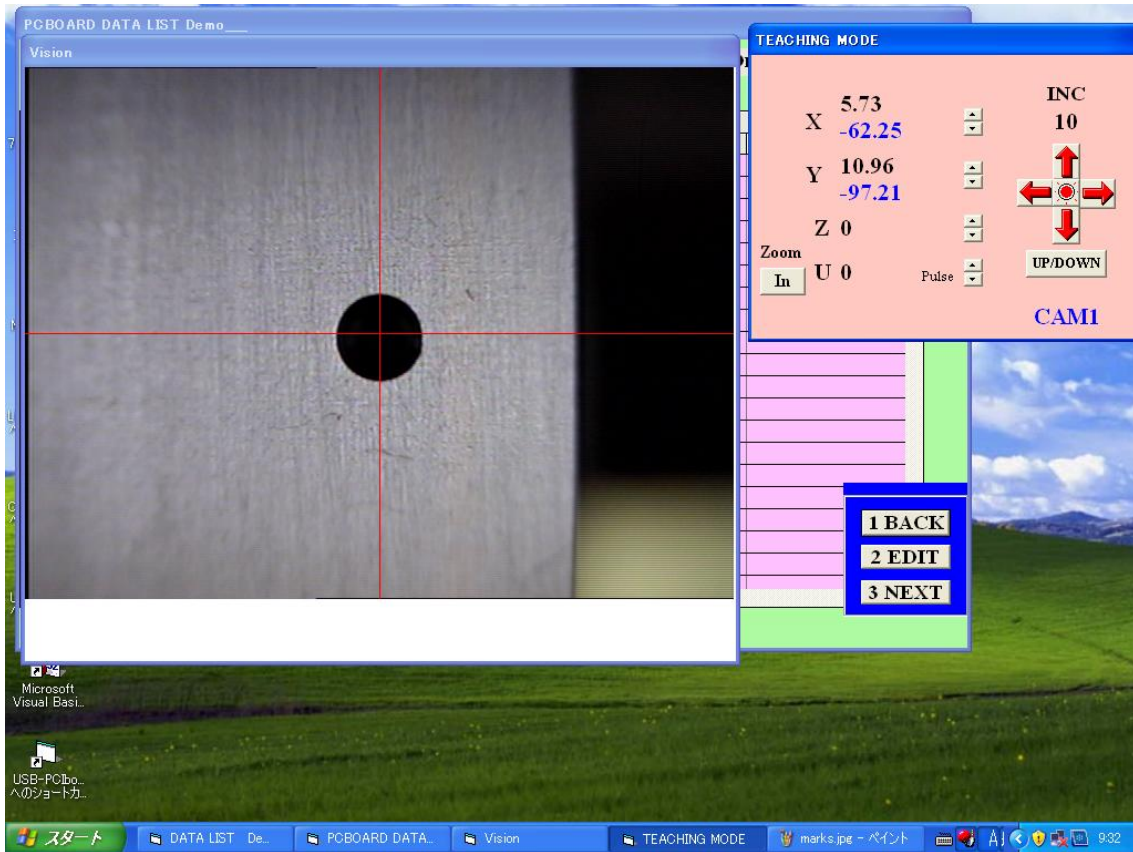 PCBOARD DATA LIST Demo___
Vision
TEACHING MODE
X 5.73
-62.25
Y 10.96
-97.21
Z 0
Zoom
In
U 0
Pulse
INC
10
UP/DOWN
CAM1
1 BACK
2 EDIT
3 NEXT
Microsoft
Visual Basi...
USB-PCIbo...
へのショートカ...
スタート
DATA LIST De...
PCBOARD DATA...
Vision
TEACHING MODE
marks.jpg - ペイント
9:32